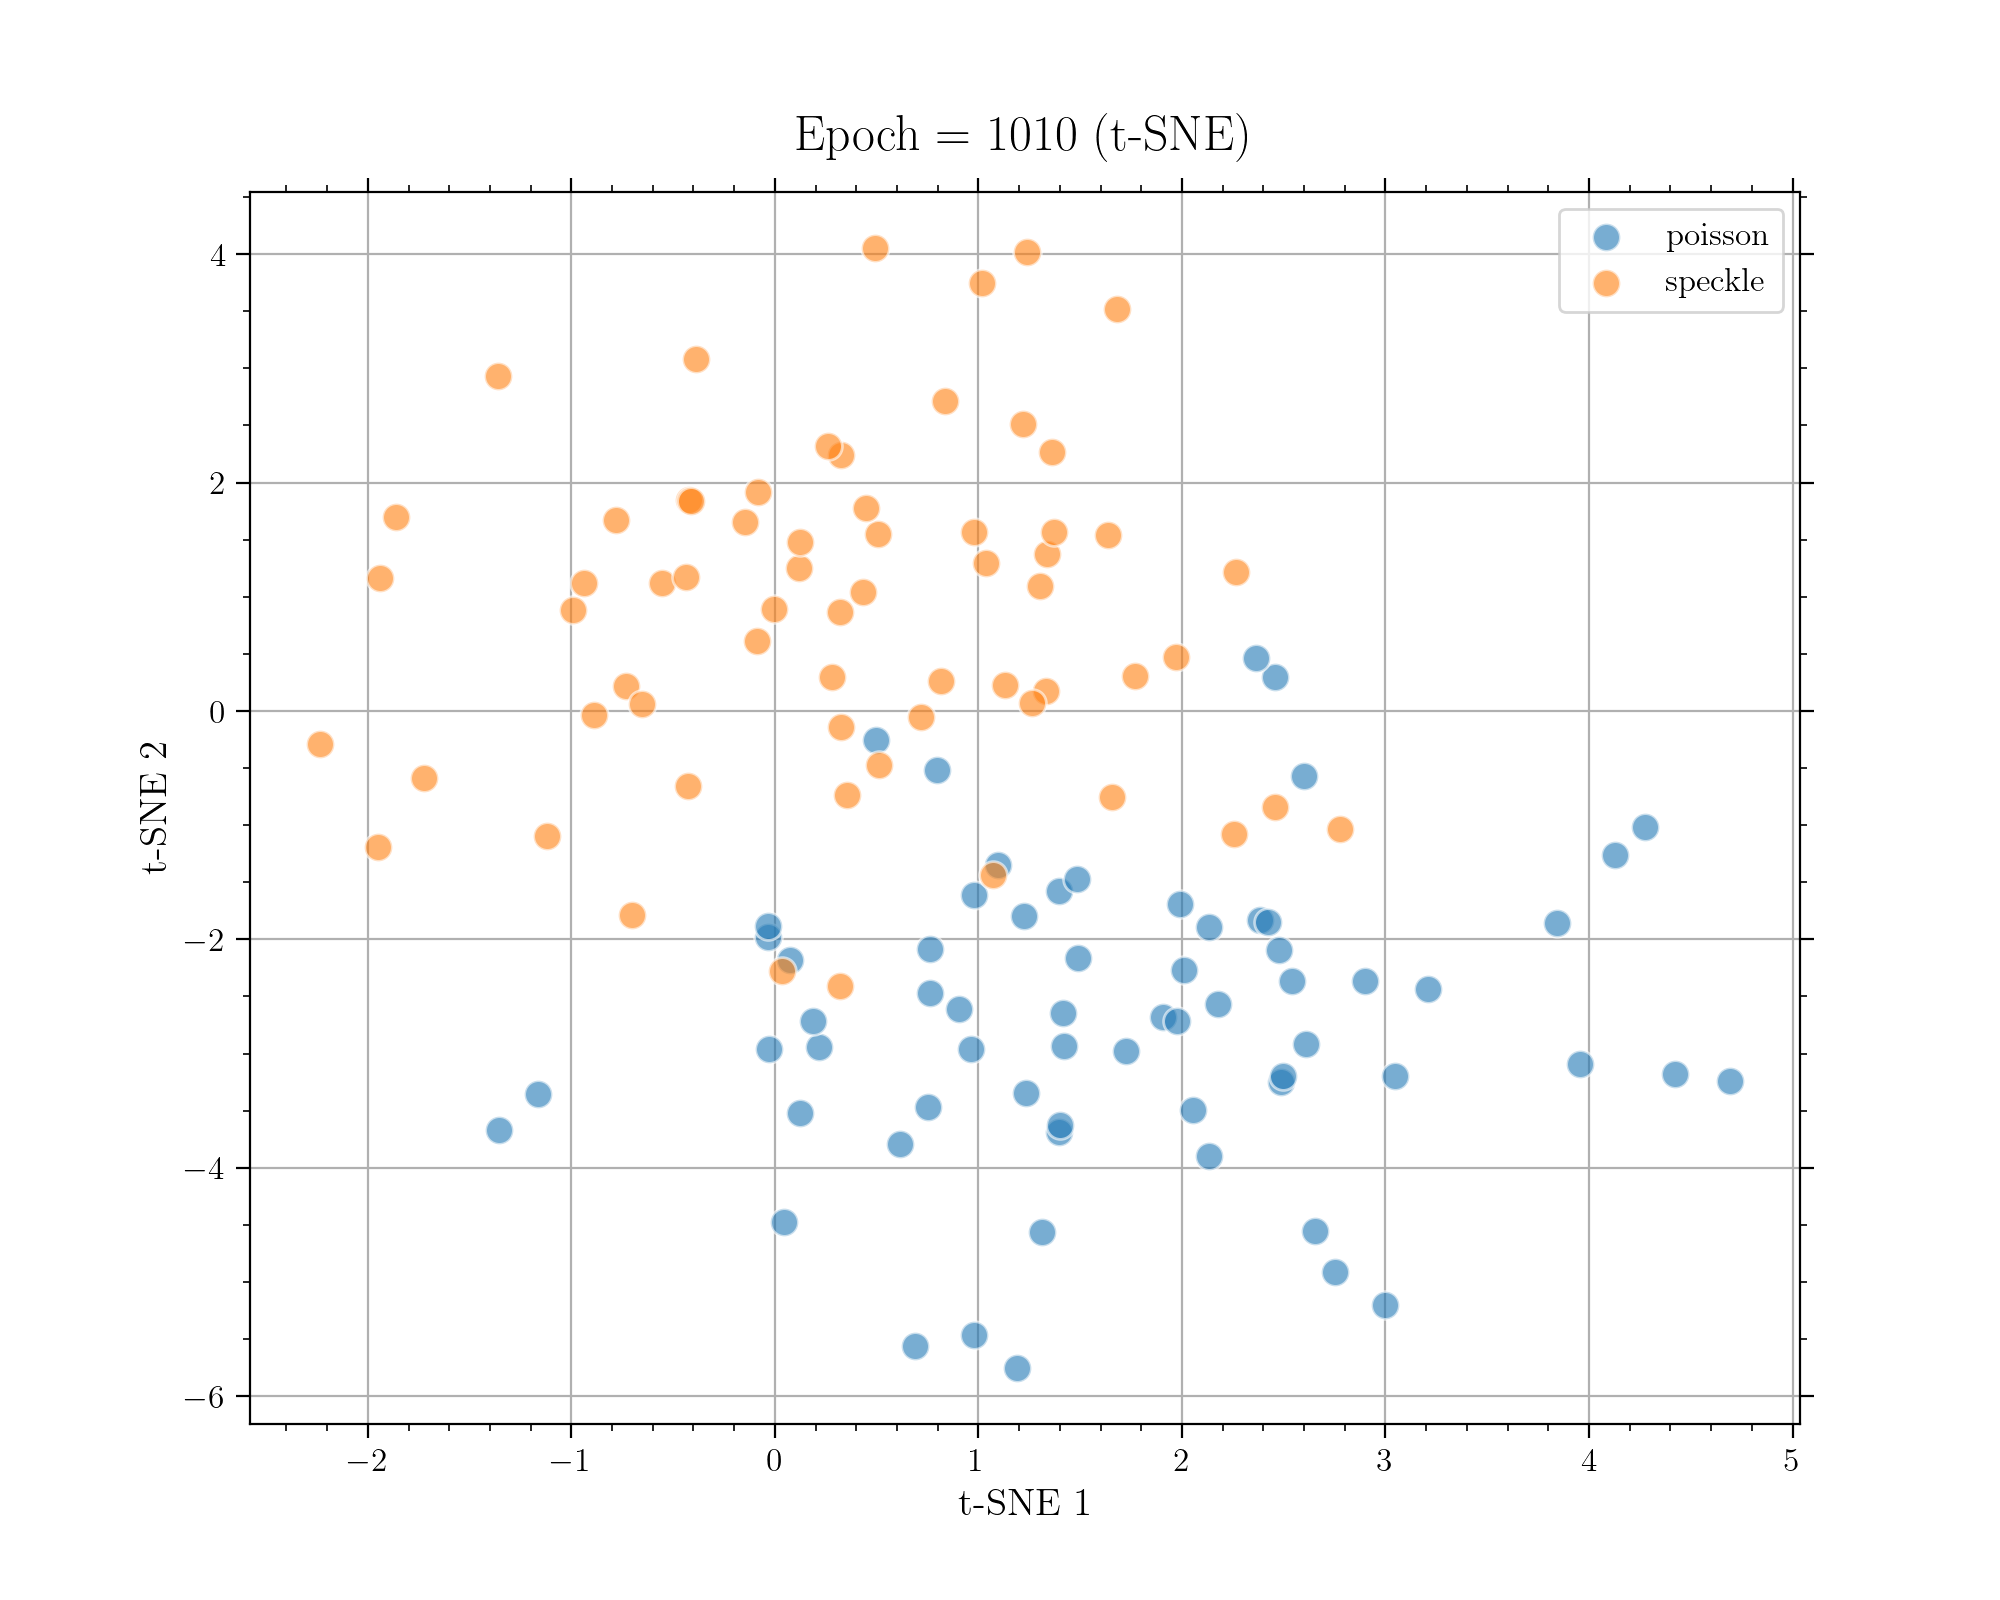 Epoch = 1010 (t-SNE)
poisson
speckle
4
2
0
−2
−4
−6
t-SNE 2
−2 −1 0 1 2 3 4 5
t-SNE 1